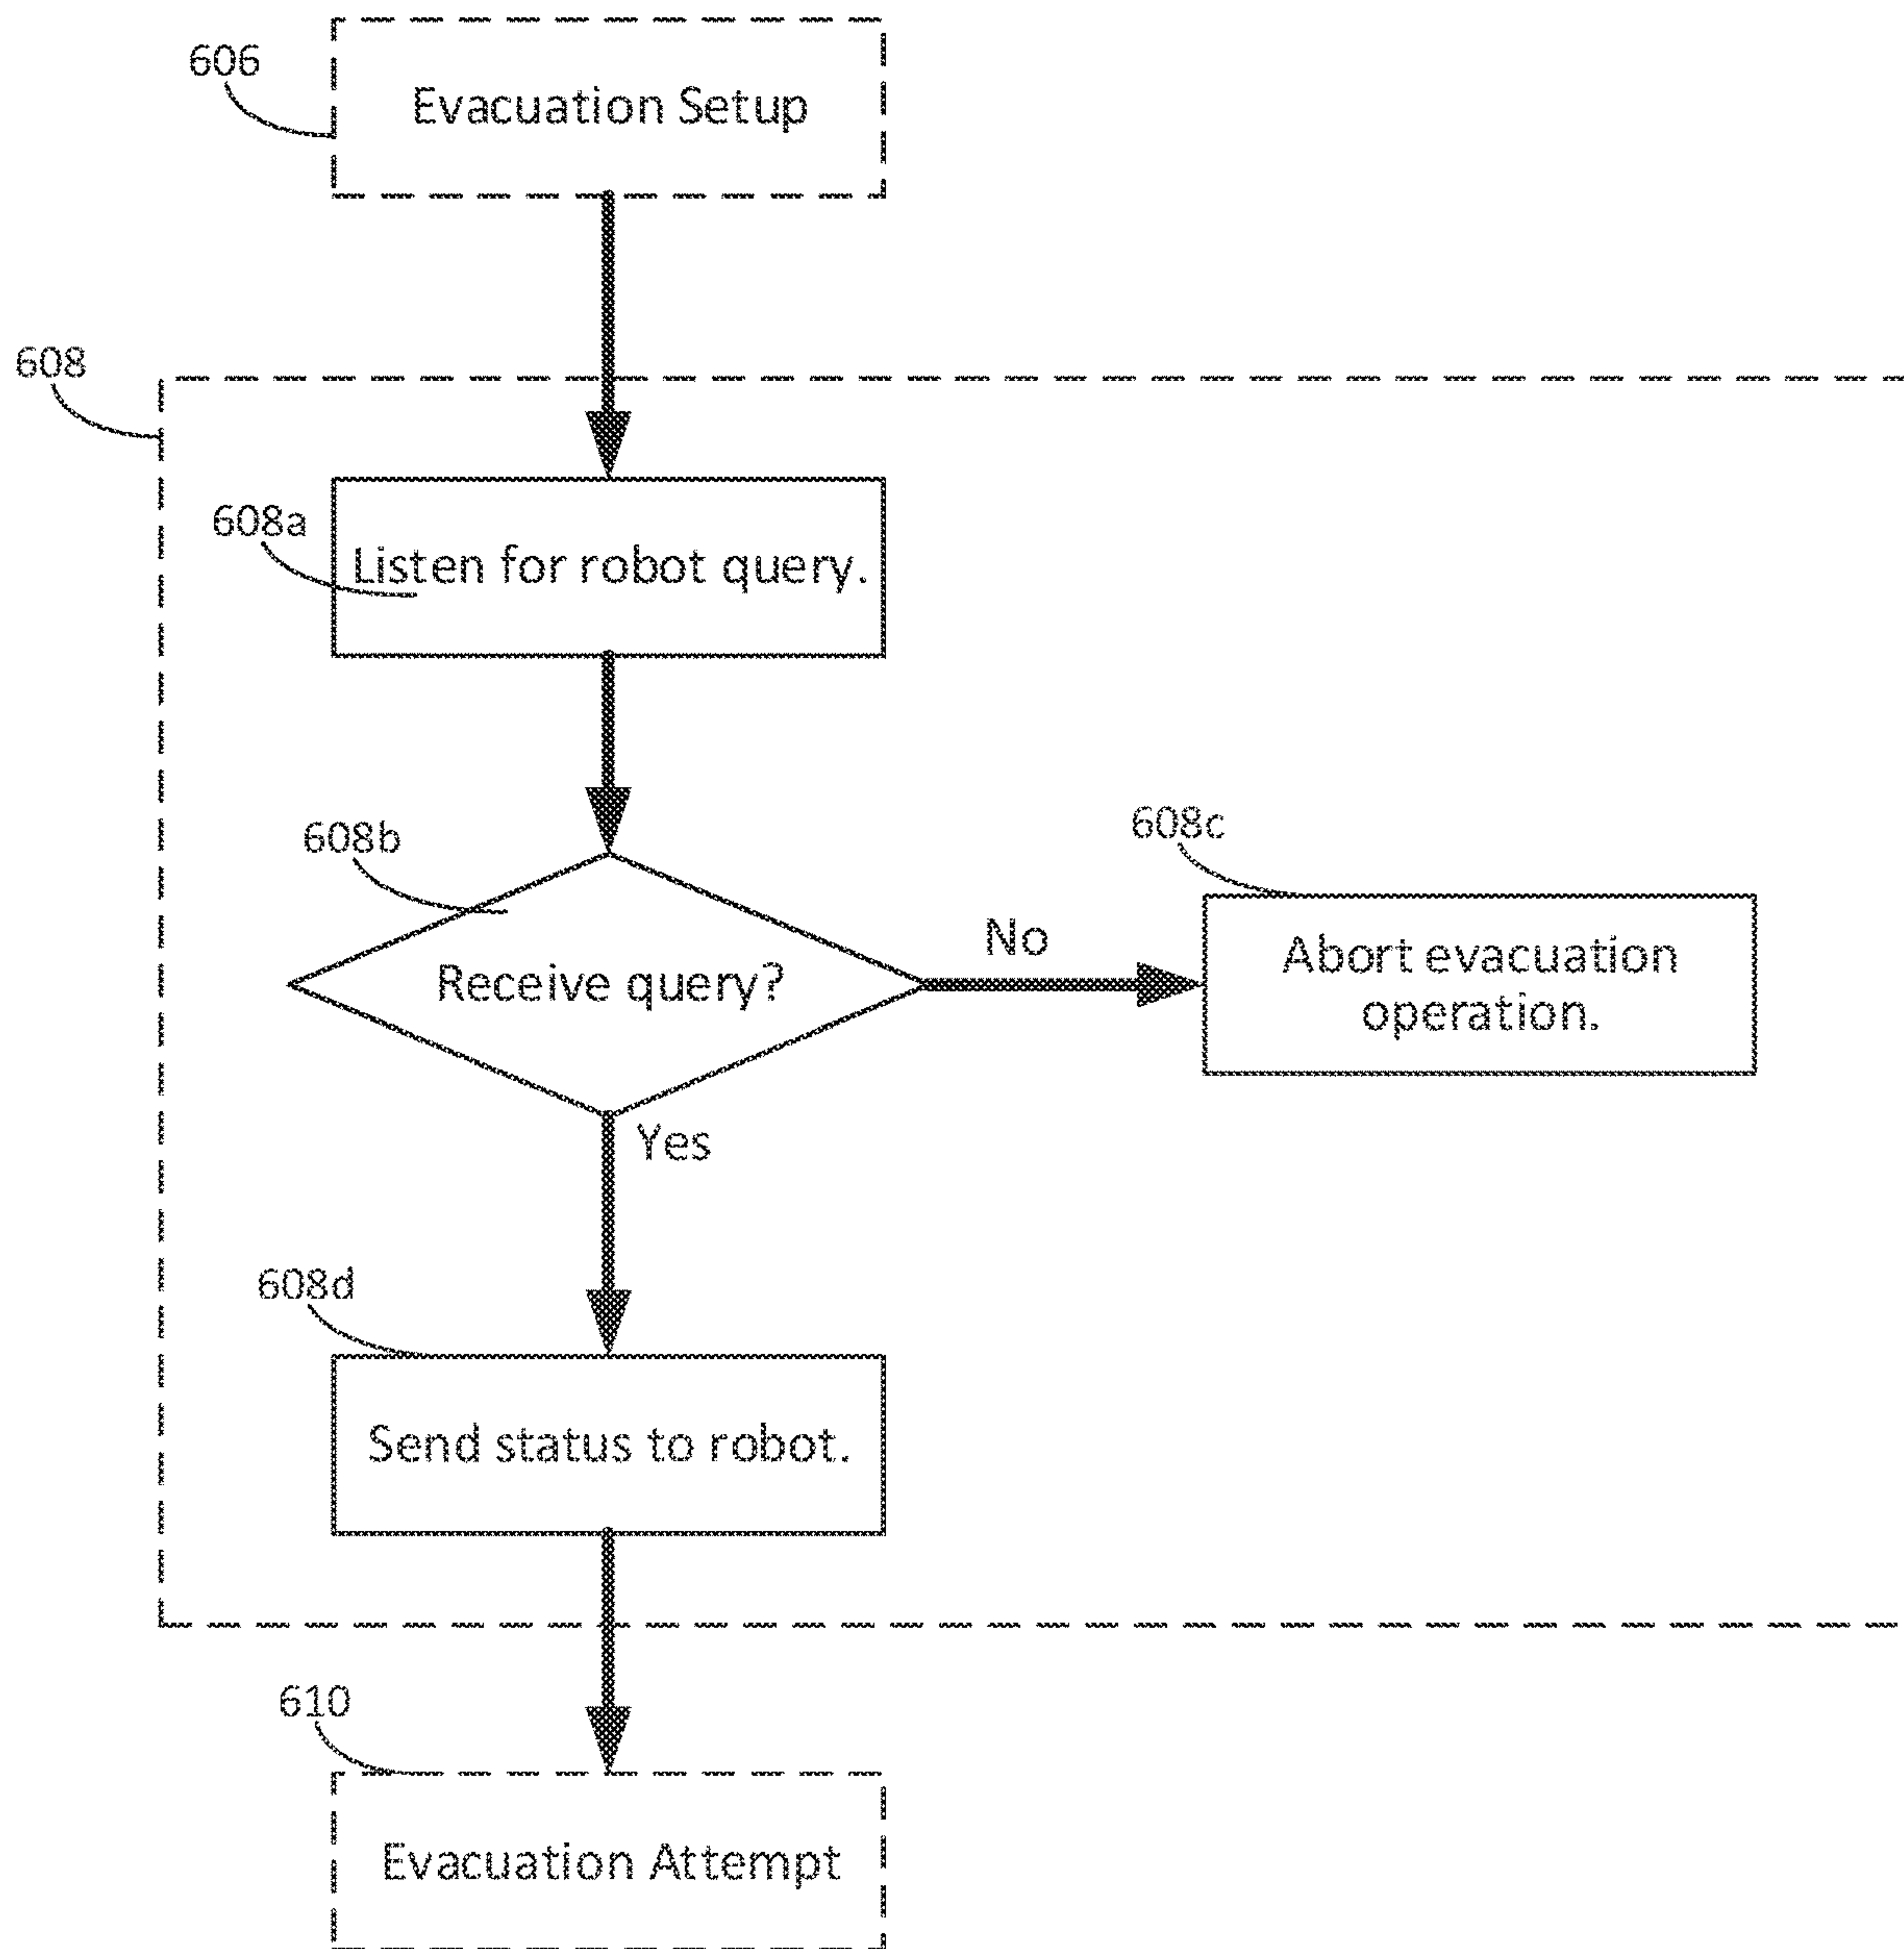 606
Evacuation Setup
608
608a
Listen for robot query.
608b
Receive query?
No
608c
Abort evacuation
operation.
Yes
608d
Send status to robot.
610
Evacuation Attempt